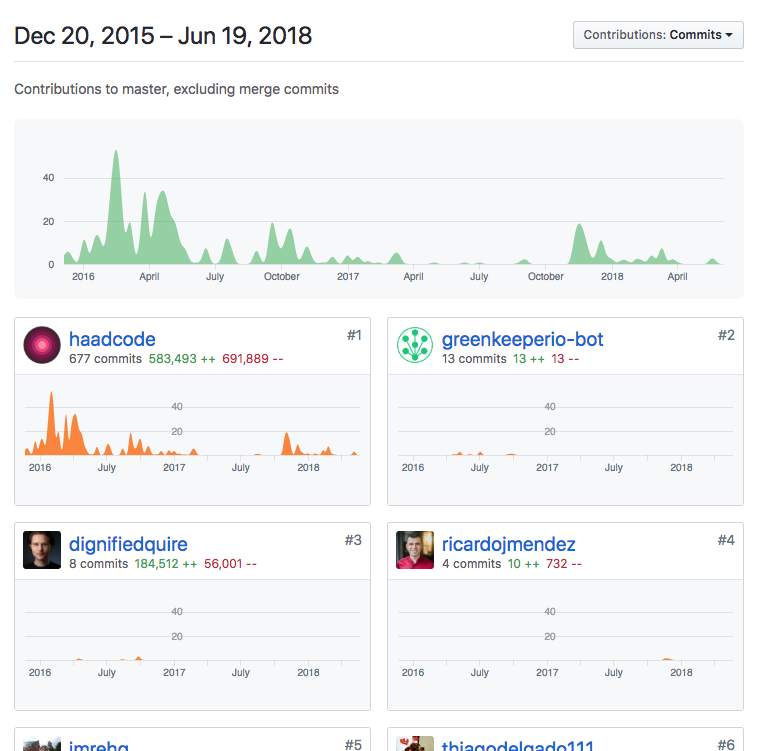 Dec 20, 2015 – Jun 19, 2018
Contributions: Commits
Contributions to master, excluding merge commits
40
20
0
2016 April July October 2017 April July October 2018 April
haadcode #1
677 commits 583,493 ++ 691,889 --
40
20
2016 July 2017 July 2018
greenkeeperio-bot #2
13 commits 13 ++ 13 --
40
20
2016 July 2017 July 2018
dignifiedquire #3
8 commits 184,512 ++ 56,001 --
40
20
2016 July 2017 July 2018
ricardojmendez #4
4 commits 10 ++ 732 --
40
20
2016 July 2017 July 2018
imrehg #5
thiagodelgado111 #6